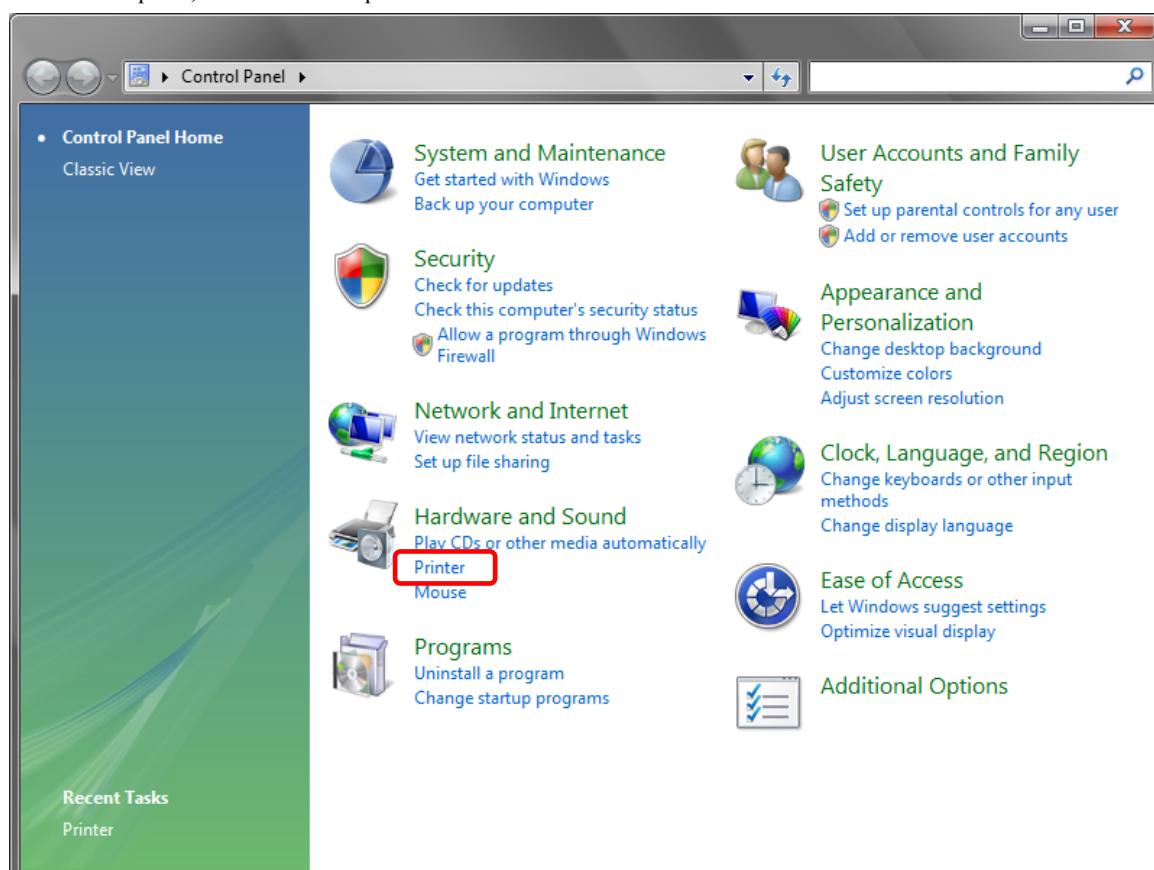 Control Panel
Control Panel Home
Classic View
Recent Tasks
Printer
System and Maintenance
Get started with Windows
Back up your computer
Security
Check for updates
Check this computer's security status
Allow a program through Windows
Firewall
Network and Internet
View network status and tasks
Set up file sharing
Hardware and Sound
Play CDs or other media automatically
Printer
Mouse
Programs
Uninstall a program
Change startup programs
User Accounts and Family
Safety
Set up parental controls for any user
Add or remove user accounts
Appearance and
Personalization
Change desktop background
Customize colors
Adjust screen resolution
Clock, Language, and Region
Change keyboards or other input
methods
Change display language
Ease of Access
Let Windows suggest settings
Optimize visual display
Additional Options